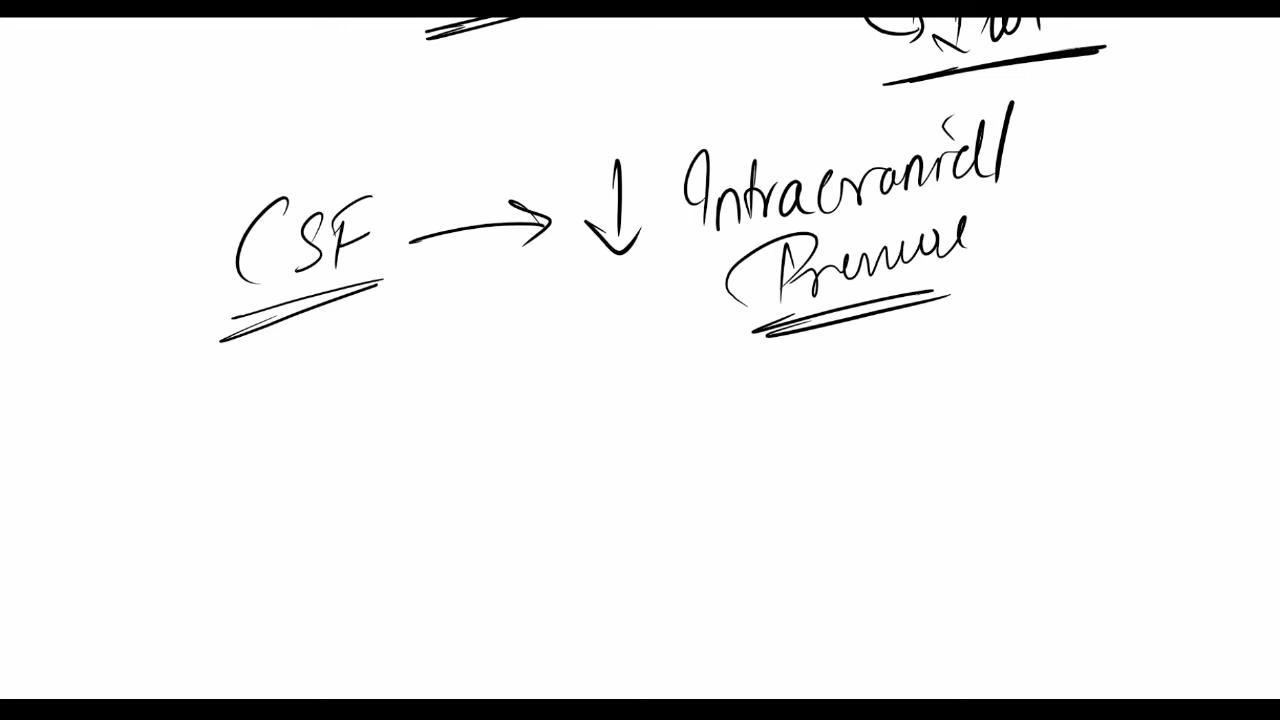 CSF → ↓ Intracranial
Pressure